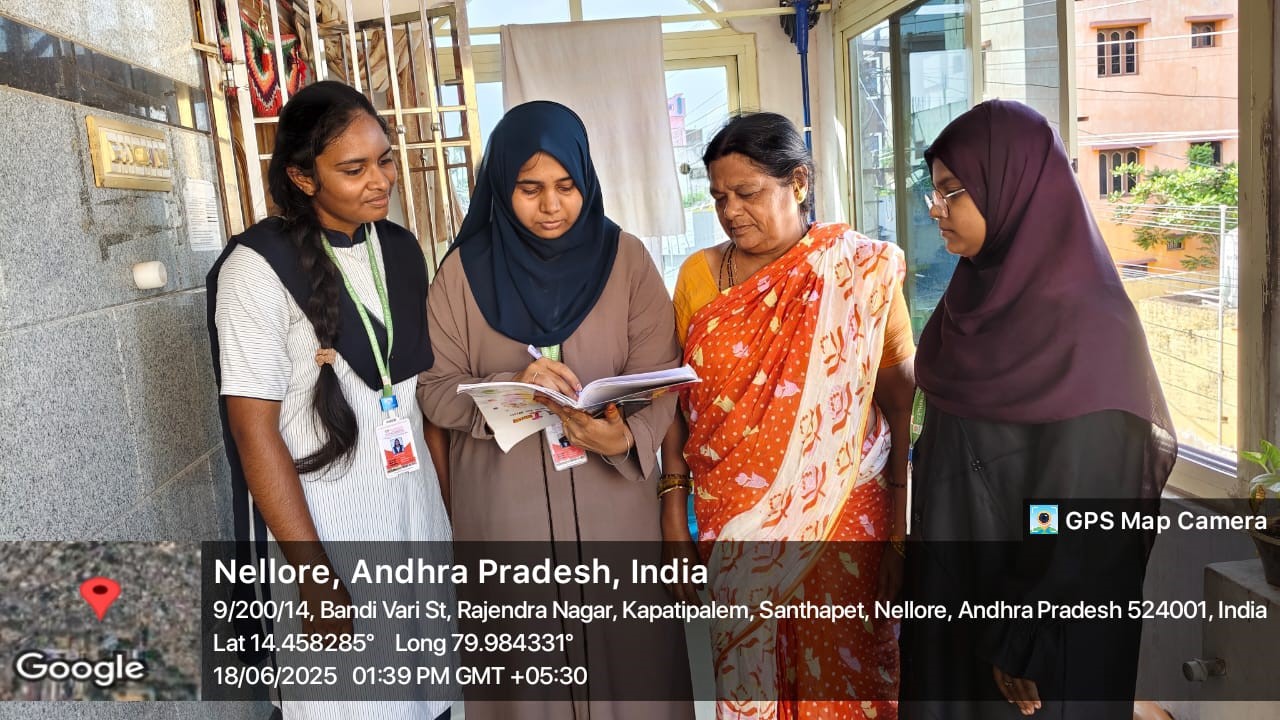 GPS Map Camera
Nellore, Andhra Pradesh, India
9/200/14, Bandi Vari St, Rajendra Nagar, Kapatipalem, Santhapet, Nellore, Andhra Pradesh 524001, India
Lat 14.458285° Long 79.984331°
18/06/2025 01:39 PM GMT +05:30
Google